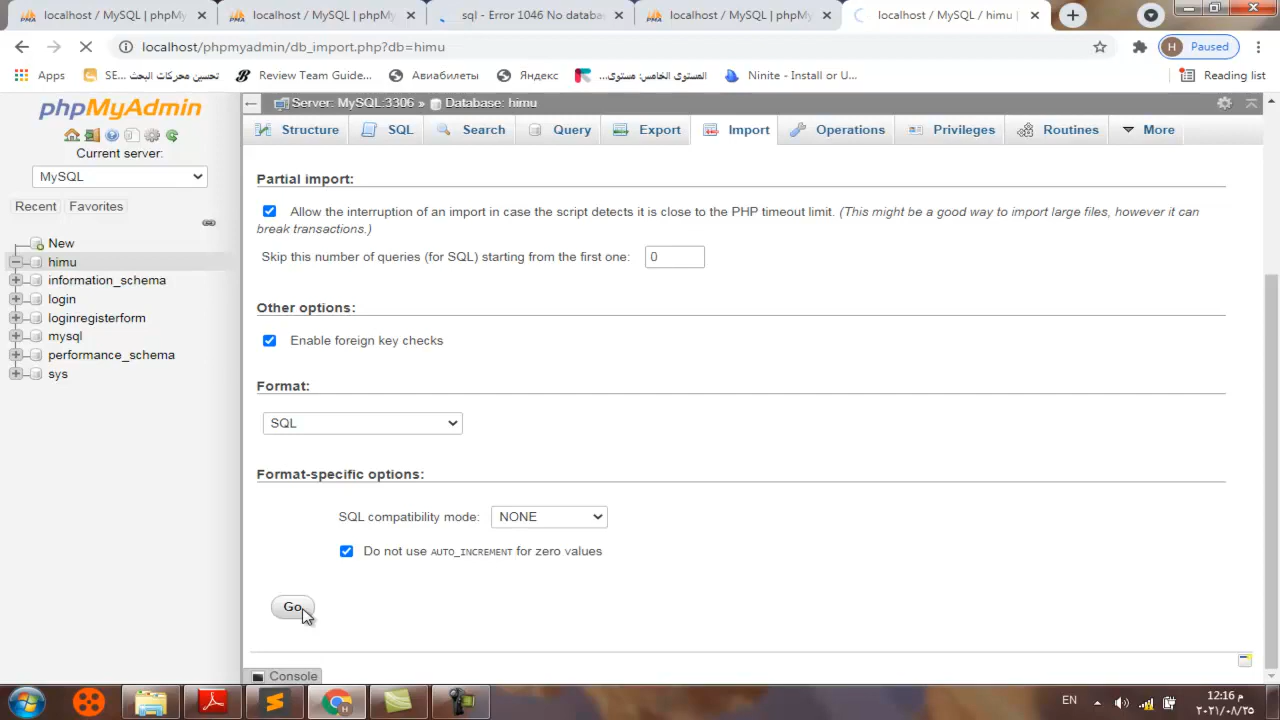 localhost / MySQL | phpMy
localhost / MySQL | phpMy
sql - Error 1046 No databa
localhost / MySQL | phpMy
localhost / MySQL / himu |
localhost/phpmyadmin/db_import.php?db=himu
H Paused
Apps
SE... تحسين محركات البحث
Review Team Guide...
Авиабилеты
Яндекс
المستوى الخامس: مستوى...
Ninite - Install or U...
Reading list
phpMyAdmin
Current server:
MySQL
Recent
Favorites
New
himu
information_schema
login
loginregisterform
mysql
performance_schema
sys
Server: MySQL:3306 » Database: himu
Structure
SQL
Search
Query
Export
Import
Operations
Privileges
Routines
More
Partial import:
Allow the interruption of an import in case the script detects it is close to the PHP timeout limit. (This might be a good way to import large files, however it can
break transactions.)
Skip this number of queries (for SQL) starting from the first one: 0
Other options:
Enable foreign key checks
Format:
SQL
Format-specific options:
SQL compatibility mode: NONE
Do not use AUTO_INCREMENT for zero values
Go
Console
EN
12:16 م
٢٠٢١/٠٨/٢٥